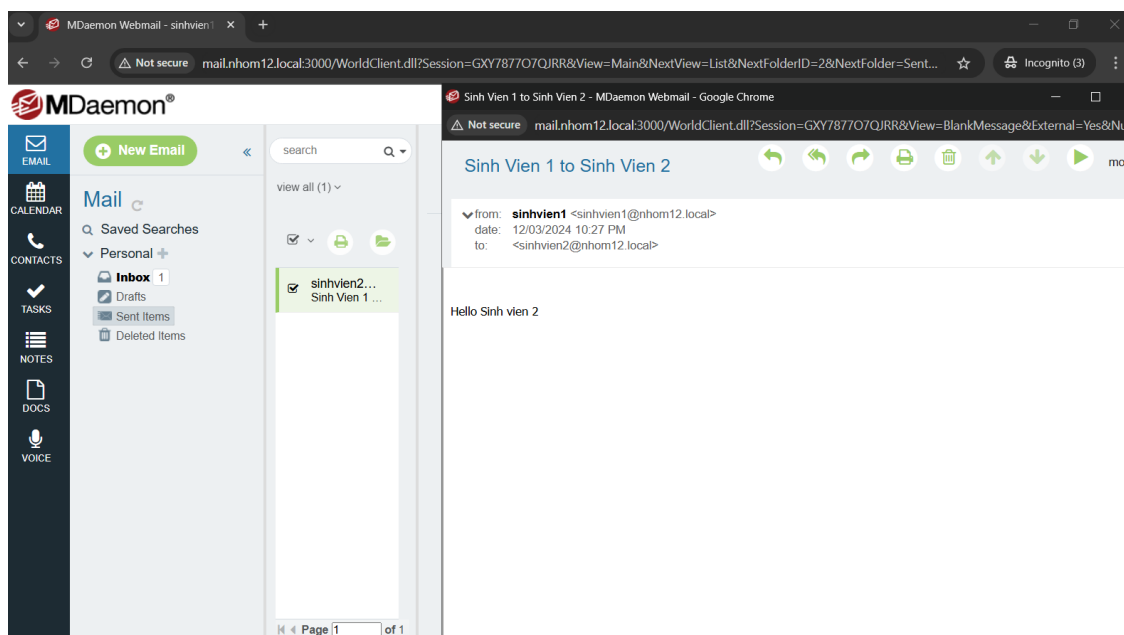 MDaemon Webmail - sinhvien1
Not secure mail.nhom12.local:3000/WorldClient.dll?Session=GXY7877O7QJRR&View=Main&NextView=List&NextFolderID=2&NextFolder=Sent... Incognito (3)
MDaemon®
EMAIL
CALENDAR
CONTACTS
TASKS
NOTES
DOCS
VOICE
New Email
Mail
Saved Searches
Personal
Inbox 1
Drafts
Sent Items
Deleted Items
search
view all (1)
sinhvien2...
Sinh Vien 1 ...
Page 1 of 1
Sinh Vien 1 to Sinh Vien 2 - MDaemon Webmail - Google Chrome
Not secure mail.nhom12.local:3000/WorldClient.dll?Session=GXY7877O7QJRR&View=BlankMessage&External=Yes&Nu
Sinh Vien 1 to Sinh Vien 2
mo
from: sinhvien1 <sinhvien1@nhom12.local>
date: 12/03/2024 10:27 PM
to: <sinhvien2@nhom12.local>
Hello Sinh vien 2